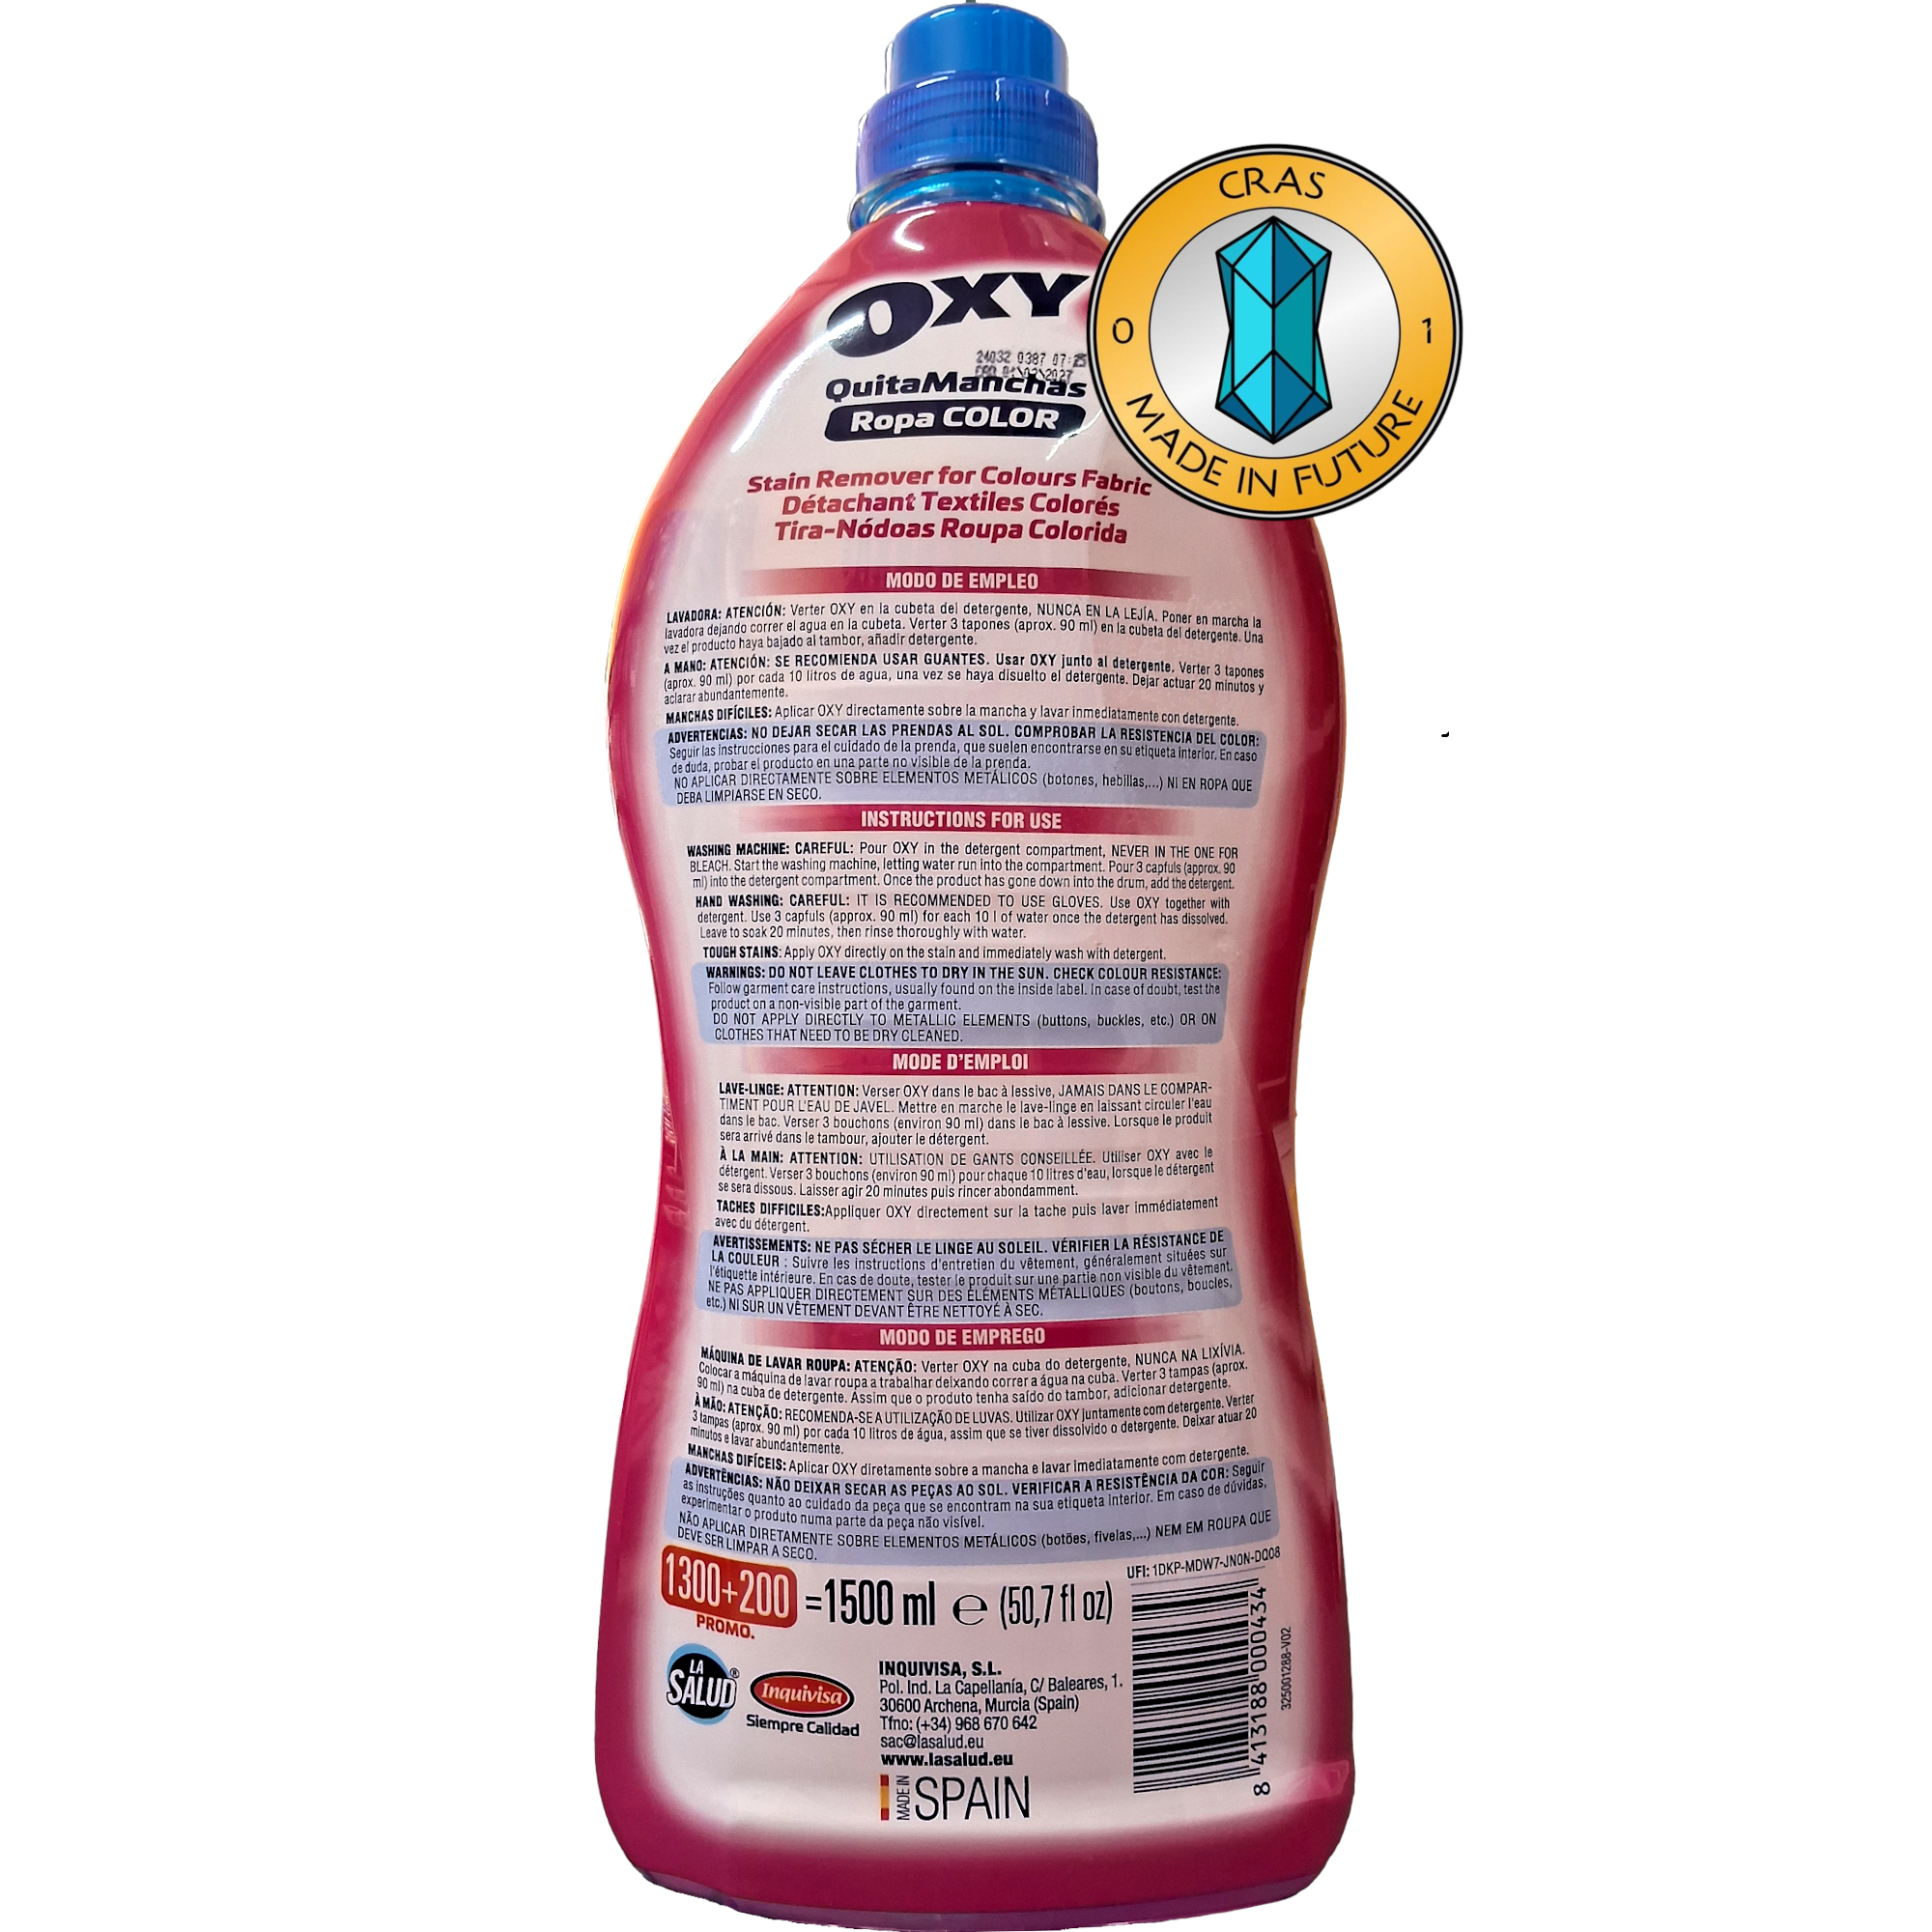 CRAS
0 1
MADE IN FUTURE
OXY
24032 0387 07:25
QuitaManchas
Ropa COLOR
Stain Remover for Colours Fabric
Détachant Textiles Colorés
Tira-Nódoas Roupa Colorida
MODO DE EMPLEO
LAVADORA: ATENCIÓN: Verter OXY en la cubeta del detergente, NUNCA EN LA LEJÍA. Poner en marcha la
lavadora dejando correr el agua en la cubeta. Verter 3 tapones (aprox. 90 ml) en la cubeta del detergente. Una
vez el producto haya bajado al tambor, añadir detergente.
A MANO: ATENCIÓN: SE RECOMIENDA USAR GUANTES. Usar OXY junto al detergente. Verter 3 tapones
(aprox. 90 ml) por cada 10 litros de agua, una vez se haya disuelto el detergente. Dejar actuar 20 minutos y
aclarar abundantemente.
MANCHAS DIFÍCILES: Aplicar OXY directamente sobre la mancha y lavar inmediatamente con detergente.
ADVERTENCIAS: NO DEJAR SECAR LAS PRENDAS AL SOL. COMPROBAR LA RESISTENCIA DEL COLOR:
Seguir las instrucciones para el cuidado de la prenda, que suelen encontrarse en su etiqueta interior. En caso
de duda, probar el producto en una parte no visible de la prenda.
NO APLICAR DIRECTAMENTE SOBRE ELEMENTOS METÁLICOS (botones, hebillas,...) NI EN ROPA QUE
DEBA LIMPIARSE EN SECO.
INSTRUCTIONS FOR USE
WASHING MACHINE: CAREFUL: Pour OXY in the detergent compartment, NEVER IN THE ONE FOR
BLEACH. Start the washing machine, letting water run into the compartment. Pour 3 capfuls (approx. 90
ml) into the detergent compartment. Once the product has gone down into the drum, add the detergent.
HAND WASHING: CAREFUL: IT IS RECOMMENDED TO USE GLOVES. Use OXY together with
detergent. Use 3 capfuls (approx. 90 ml) for each 10 l of water once the detergent has dissolved.
Leave to soak 20 minutes, then rinse thoroughly with water.
TOUGH STAINS: Apply OXY directly on the stain and immediately wash with detergent.
WARNINGS: DO NOT LEAVE CLOTHES TO DRY IN THE SUN. CHECK COLOUR RESISTANCE:
Follow garment care instructions, usually found on the inside label. In case of doubt, test the
product on a non-visible part of the garment.
DO NOT APPLY DIRECTLY TO METALLIC ELEMENTS (buttons, buckles, etc.) OR ON
CLOTHES THAT NEED TO BE DRY CLEANED.
MODE D'EMPLOI
LAVE-LINGE: ATTENTION: Verser OXY dans le bac à lessive, JAMAIS DANS LE COMPAR-
TIMENT POUR L'EAU DE JAVEL. Mettre en marche le lave-linge en laissant circuler l'eau
dans le bac. Verser 3 bouchons (environ 90 ml) dans le bac à lessive. Lorsque le produit
sera arrivé dans le tambour, ajouter le détergent.
À LA MAIN: ATTENTION: UTILISATION DE GANTS CONSEILLÉE. Utiliser OXY avec le
détergent. Verser 3 bouchons (environ 90 ml) pour chaque 10 litres d'eau, lorsque le détergent
se sera dissous. Laisser agir 20 minutes puis rincer abondamment.
TACHES DIFFICILES:Appliquer OXY directement sur la tache puis laver immédiatement
avec du détergent.
AVERTISSEMENTS: NE PAS SÉCHER LE LINGE AU SOLEIL. VÉRIFIER LA RÉSISTANCE DE
LA COULEUR : Suivre les instructions d'entretien du vêtement, généralement situées sur
l'étiquette intérieure. En cas de doute, tester le produit sur une partie non visible du vêtement.
NE PAS APPLIQUER DIRECTEMENT SUR DES ÉLÉMENTS MÉTALLIQUES (boutons, boucles,
etc.) NI SUR UN VÊTEMENT DEVANT ÊTRE NETTOYÉ À SEC.
MODO DE EMPREGO
MÁQUINA DE LAVAR ROUPA: ATENÇÃO: Verter OXY na cuba do detergente, NUNCA NA LIXÍVIA.
Colocar a máquina de lavar roupa a trabalhar deixando correr a água na cuba. Verter 3 tampas (aprox.
90 ml) na cuba de detergente. Assim que o produto tenha saído do tambor, adicionar detergente.
À MÃO: ATENÇÃO: RECOMENDA-SE A UTILIZAÇÃO DE LUVAS. Utilizar OXY juntamente com detergente. Verter
3 tampas (aprox. 90 ml) por cada 10 litros de água, assim que se tiver dissolvido o detergente. Deixar atuar 20
minutos e lavar abundantemente.
MANCHAS DIFÍCEIS: Aplicar OXY diretamente sobre a mancha e lavar imediatamente com detergente.
ADVERTÊNCIAS: NÃO DEIXAR SECAR AS PEÇAS AO SOL. VERIFICAR A RESISTÊNCIA DA COR: Seguir
as instruções quanto ao cuidado da peça que se encontram na sua etiqueta interior. Em caso de dúvidas,
experimentar o produto numa parte da peça não visível.
NÃO APLICAR DIRETAMENTE SOBRE ELEMENTOS METÁLICOS (botões, fivelas,...) NEM EM ROUPA QUE
DEVE SER LIMPAR A SECO.
UFI: 1DKP-MDW7-JN0N-DQ08
1300+200 =1500 ml ℮ (50,7 fl oz)
PROMO.
LA SALUD®
Inquivisa
Siempre Calidad
INQUIVISA, S.L.
Pol. Ind. La Capellanía, C/ Baleares, 1.
30600 Archena, Murcia (Spain)
Tfno: (+34) 968 670 642
sac@lasalud.eu
www.lasalud.eu
MADE IN SPAIN
8 413188 000434
325001288-V02